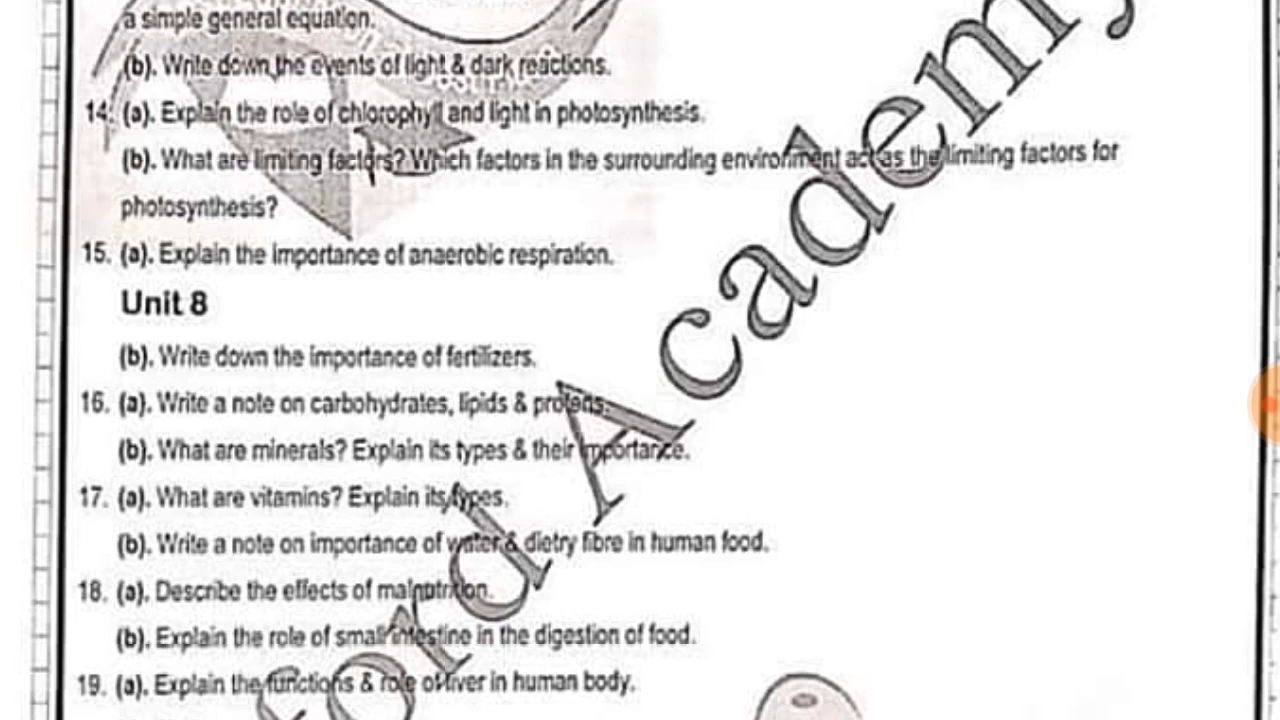 a simple general equation.
(b). Write down the events of light & dark reactions.
14. (a). Explain the role of chlorophyll and light in photosynthesis.
(b). What are limiting factors? Which factors in the surrounding environment act as the limiting factors for
photosynthesis?
15. (a). Explain the importance of anaerobic respiration.
Unit 8
(b). Write down the importance of fertilizers.
16. (a). Write a note on carbohydrates, lipids & proteins.
(b). What are minerals? Explain its types & their importance.
17. (a). What are vitamins? Explain its types.
(b). Write a note on importance of water & dietry fibre in human food.
18. (a). Describe the effects of malnutrition.
(b). Explain the role of small intestine in the digestion of food.
19. (a). Explain the functions & role of liver in human body.
ford Academy